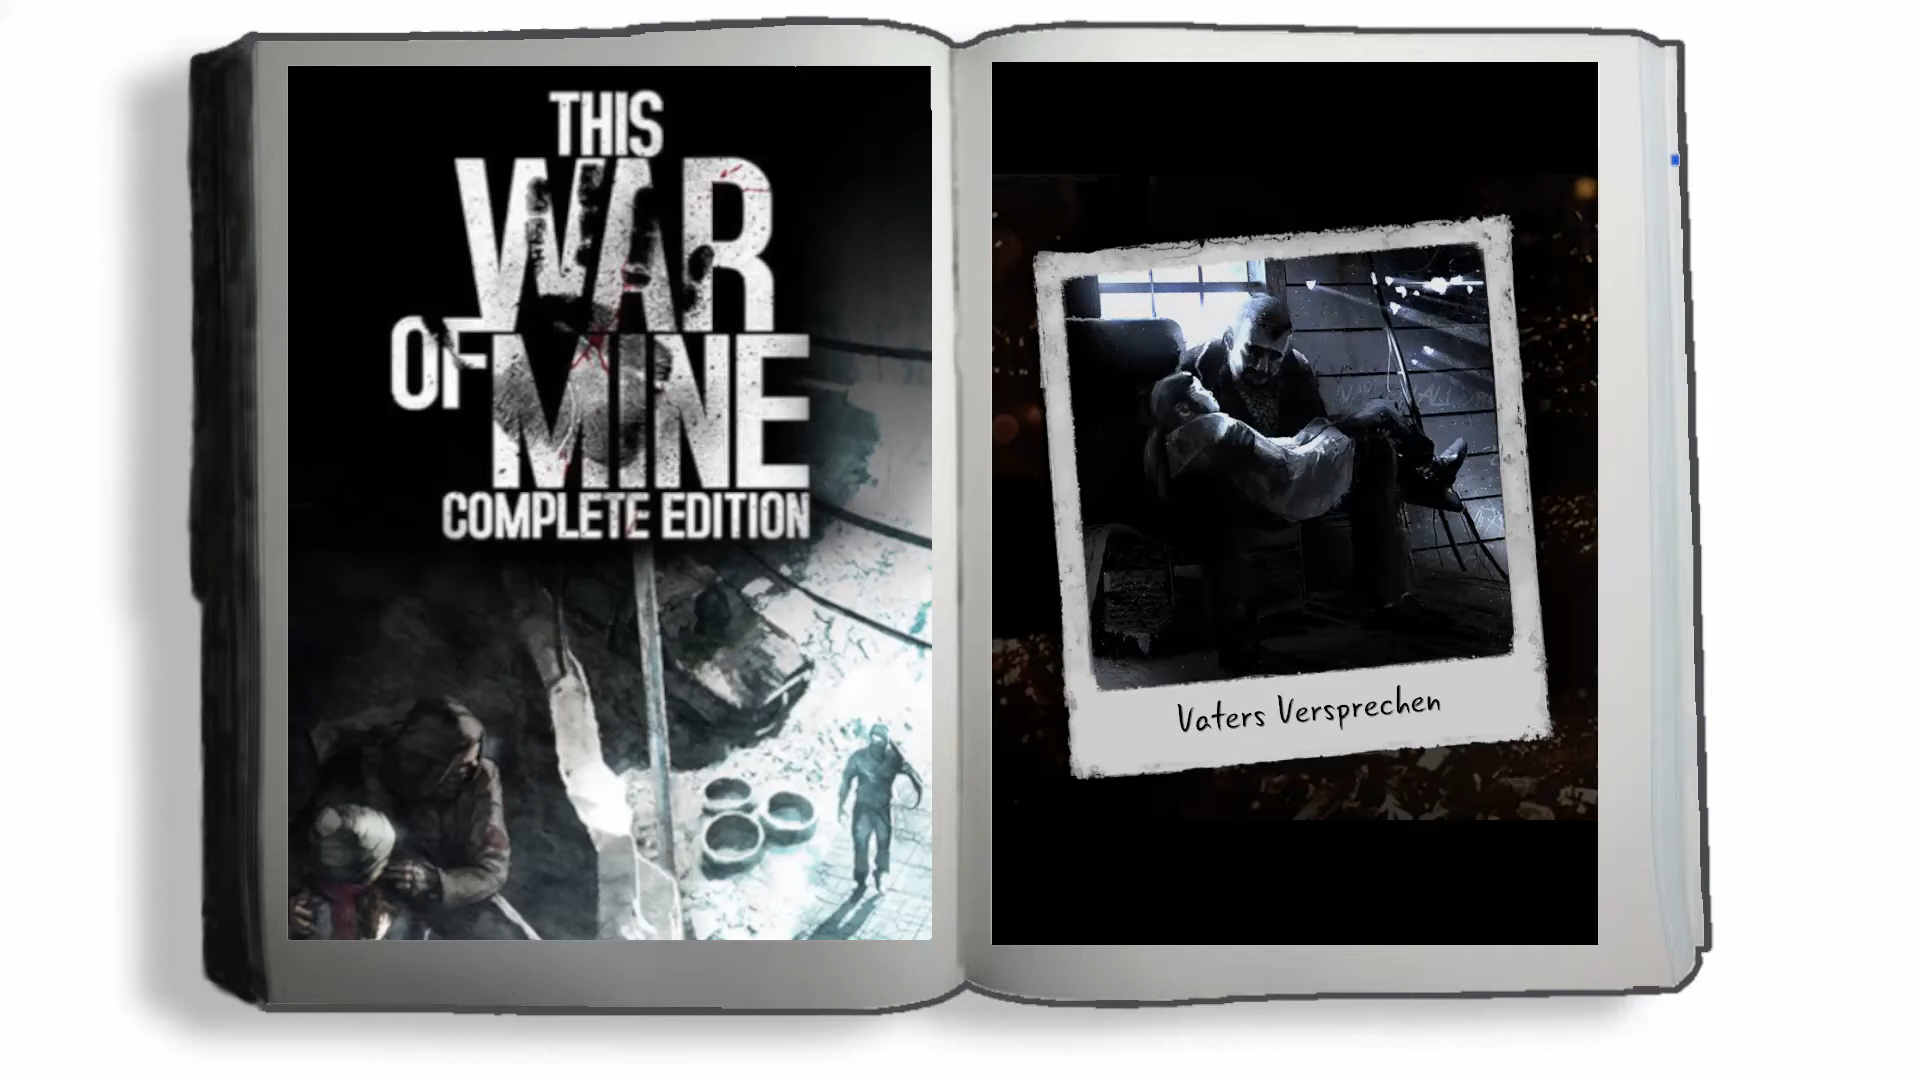 THIS
WAR
OF MINE
COMPLETE EDITION
Vaters Versprechen